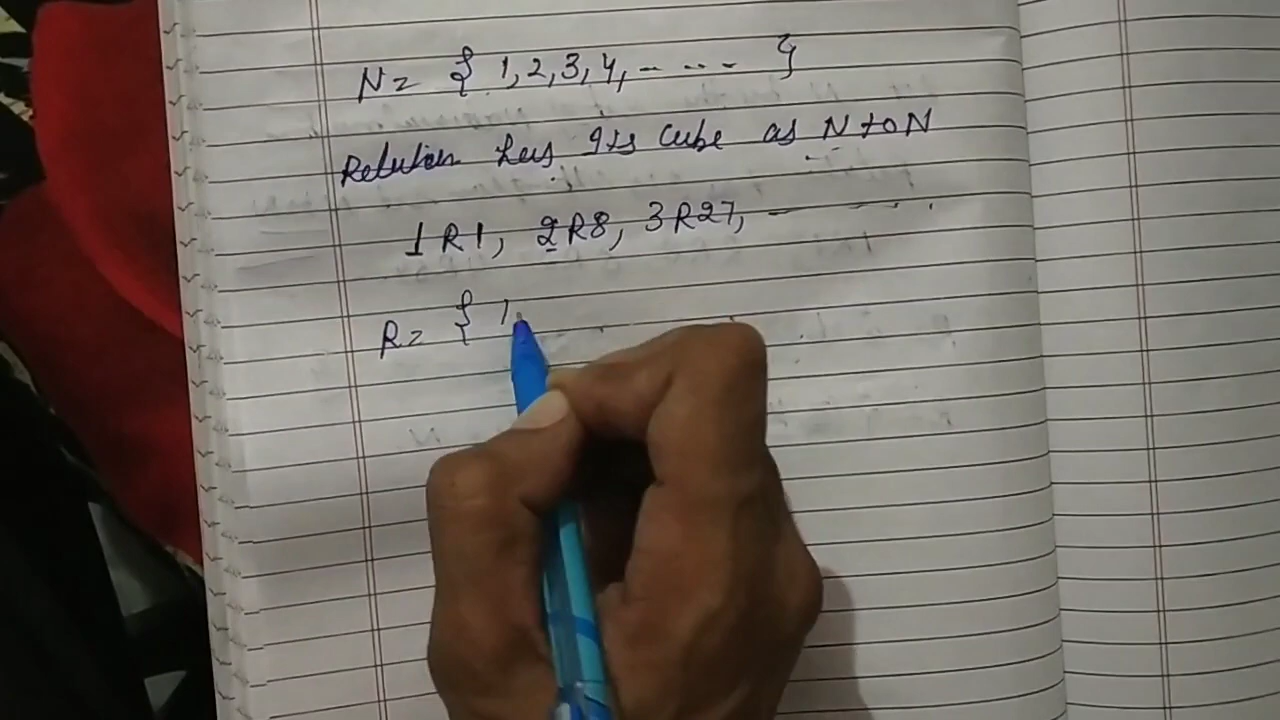 N = { 1, 2, 3, 4, - - - - }
Relation has its cube as N to N
1R1, 2R8, 3R27, - - - .
R = { 1,